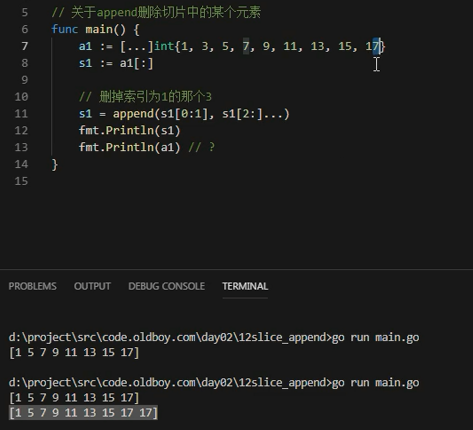 5 // 关于append删除切片中的某个元素
6 func main() {
7 a1 := [...]int{1, 3, 5, 7, 9, 11, 13, 15, 17}
8 s1 := a1[:]
9
10 // 删掉索引为1的那个3
11 s1 = append(s1[0:1], s1[2:]...)
12 fmt.Println(s1)
13 fmt.Println(a1) // ?
14 }
15
PROBLEMS OUTPUT DEBUG CONSOLE TERMINAL
d:\project\src\code.oldboy.com\day02\12slice_append>go run main.go
[1 5 7 9 11 13 15 17]
d:\project\src\code.oldboy.com\day02\12slice_append>go run main.go
[1 5 7 9 11 13 15 17]
[1 5 7 9 11 13 15 17 17]